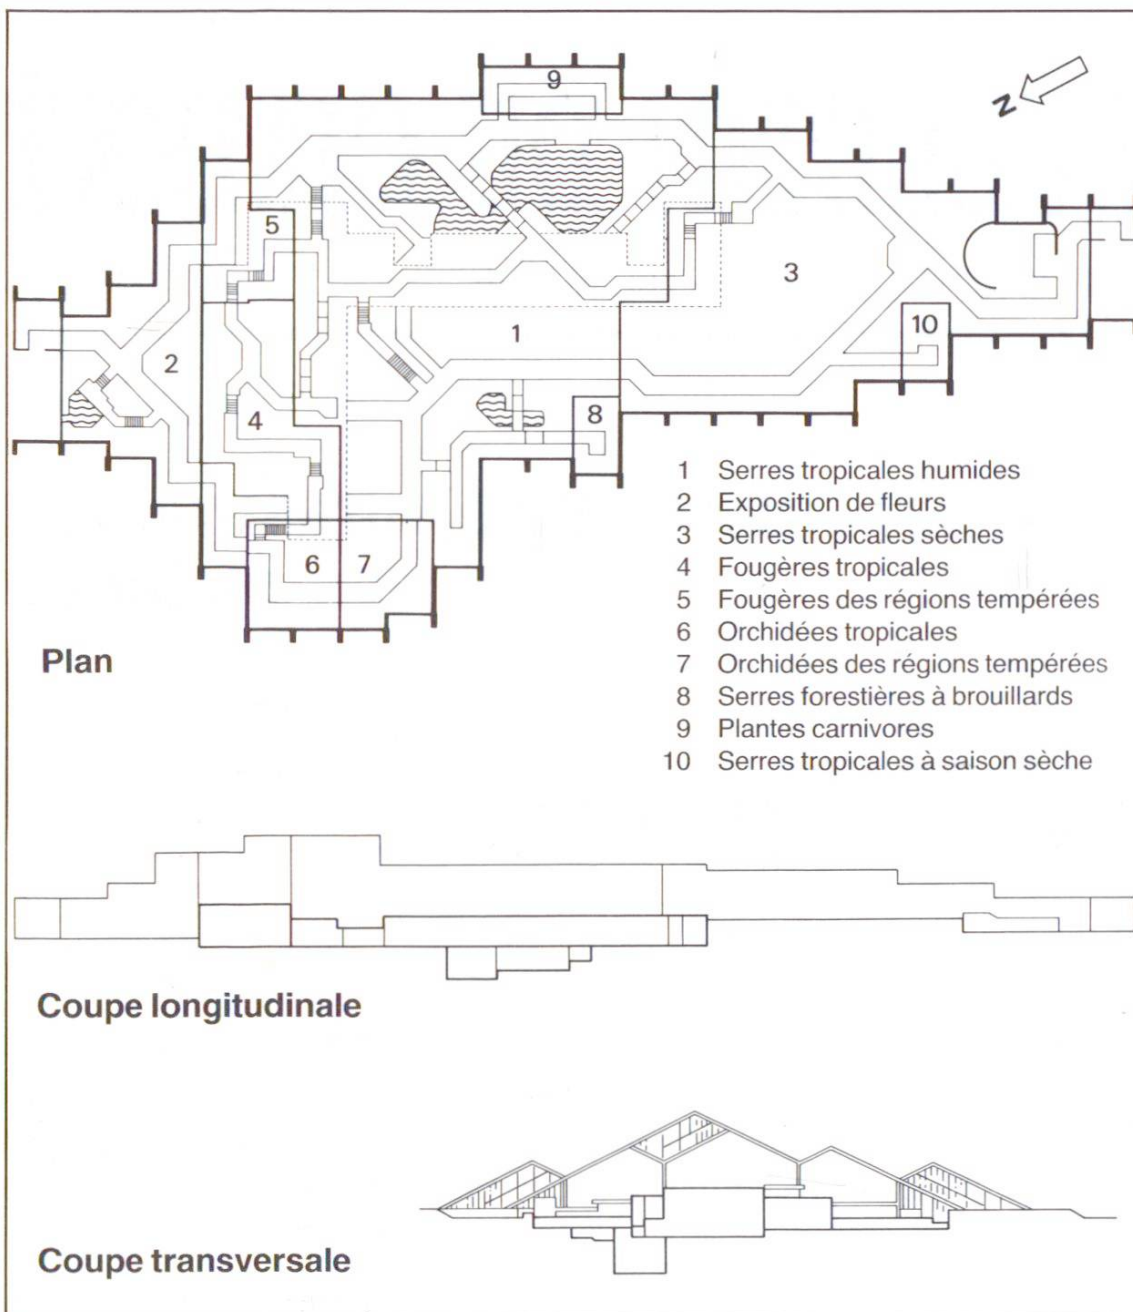 9
N
5
3
1
10
2
4
8
6
7
1 Serres tropicales humides
2 Exposition de fleurs
3 Serres tropicales sèches
4 Fougères tropicales
5 Fougères des régions tempérées
6 Orchidées tropicales
7 Orchidées des régions tempérées
8 Serres forestières à brouillards
9 Plantes carnivores
10 Serres tropicales à saison sèche
Plan
Coupe longitudinale
Coupe transversale